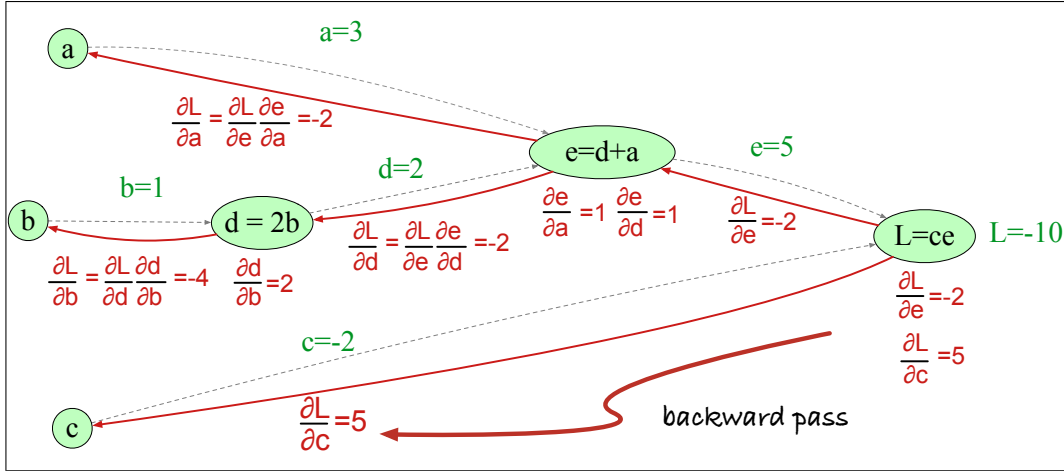 a=3
a
∂L/∂a = ∂L/∂e ∂e/∂a =-2
e=d+a
e=5
d=2
b=1
b
d = 2b
∂L/∂b = ∂L/∂d ∂d/∂b =-4
∂d/∂b =2
∂L/∂d = ∂L/∂e ∂e/∂d =-2
∂e/∂a =1 ∂e/∂d =1
∂L/∂e =-2
L=ce
L=-10
∂L/∂e =-2
∂L/∂c =5
c=-2
c
∂L/∂c =5
backward pass